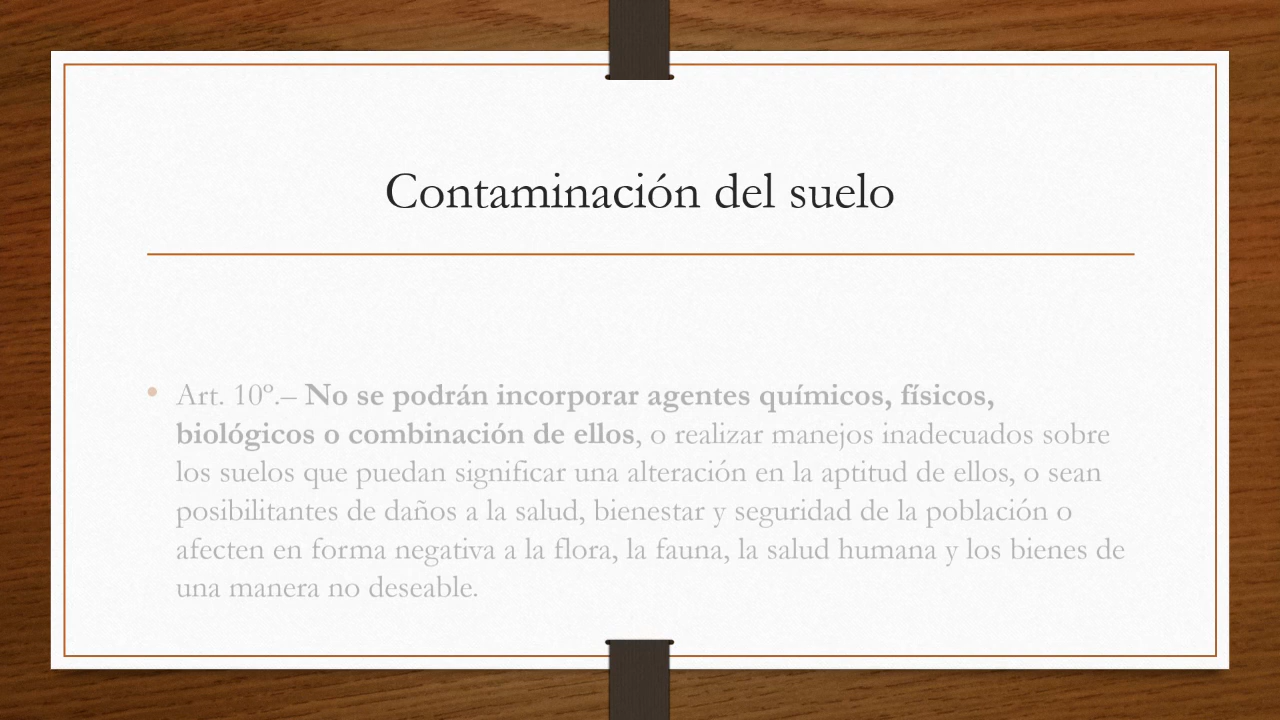 Contaminación del suelo
• Art. 10º.– No se podrán incorporar agentes químicos, físicos,
biológicos o combinación de ellos, o realizar manejos inadecuados sobre
los suelos que puedan significar una alteración en la aptitud de ellos, o sean
posibilitantes de daños a la salud, bienestar y seguridad de la población o
afecten en forma negativa a la flora, la fauna, la salud humana y los bienes de
una manera no deseable.